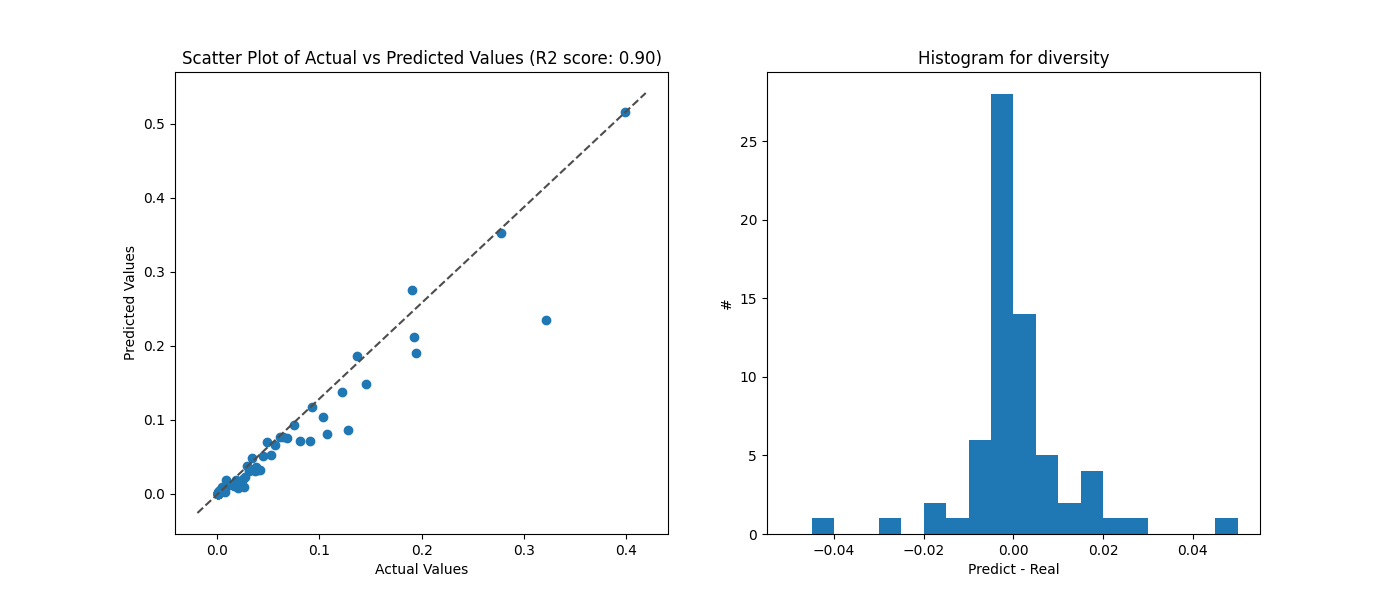 Scatter Plot of Actual vs Predicted Values (R2 score: 0.90)
Predicted Values
0.5
0.4
0.3
0.2
0.1
0.0
0.0 0.1 0.2 0.3 0.4
Actual Values
Histogram for diversity
#
25
20
15
10
5
0
−0.04 −0.02 0.00 0.02 0.04
Predict - Real